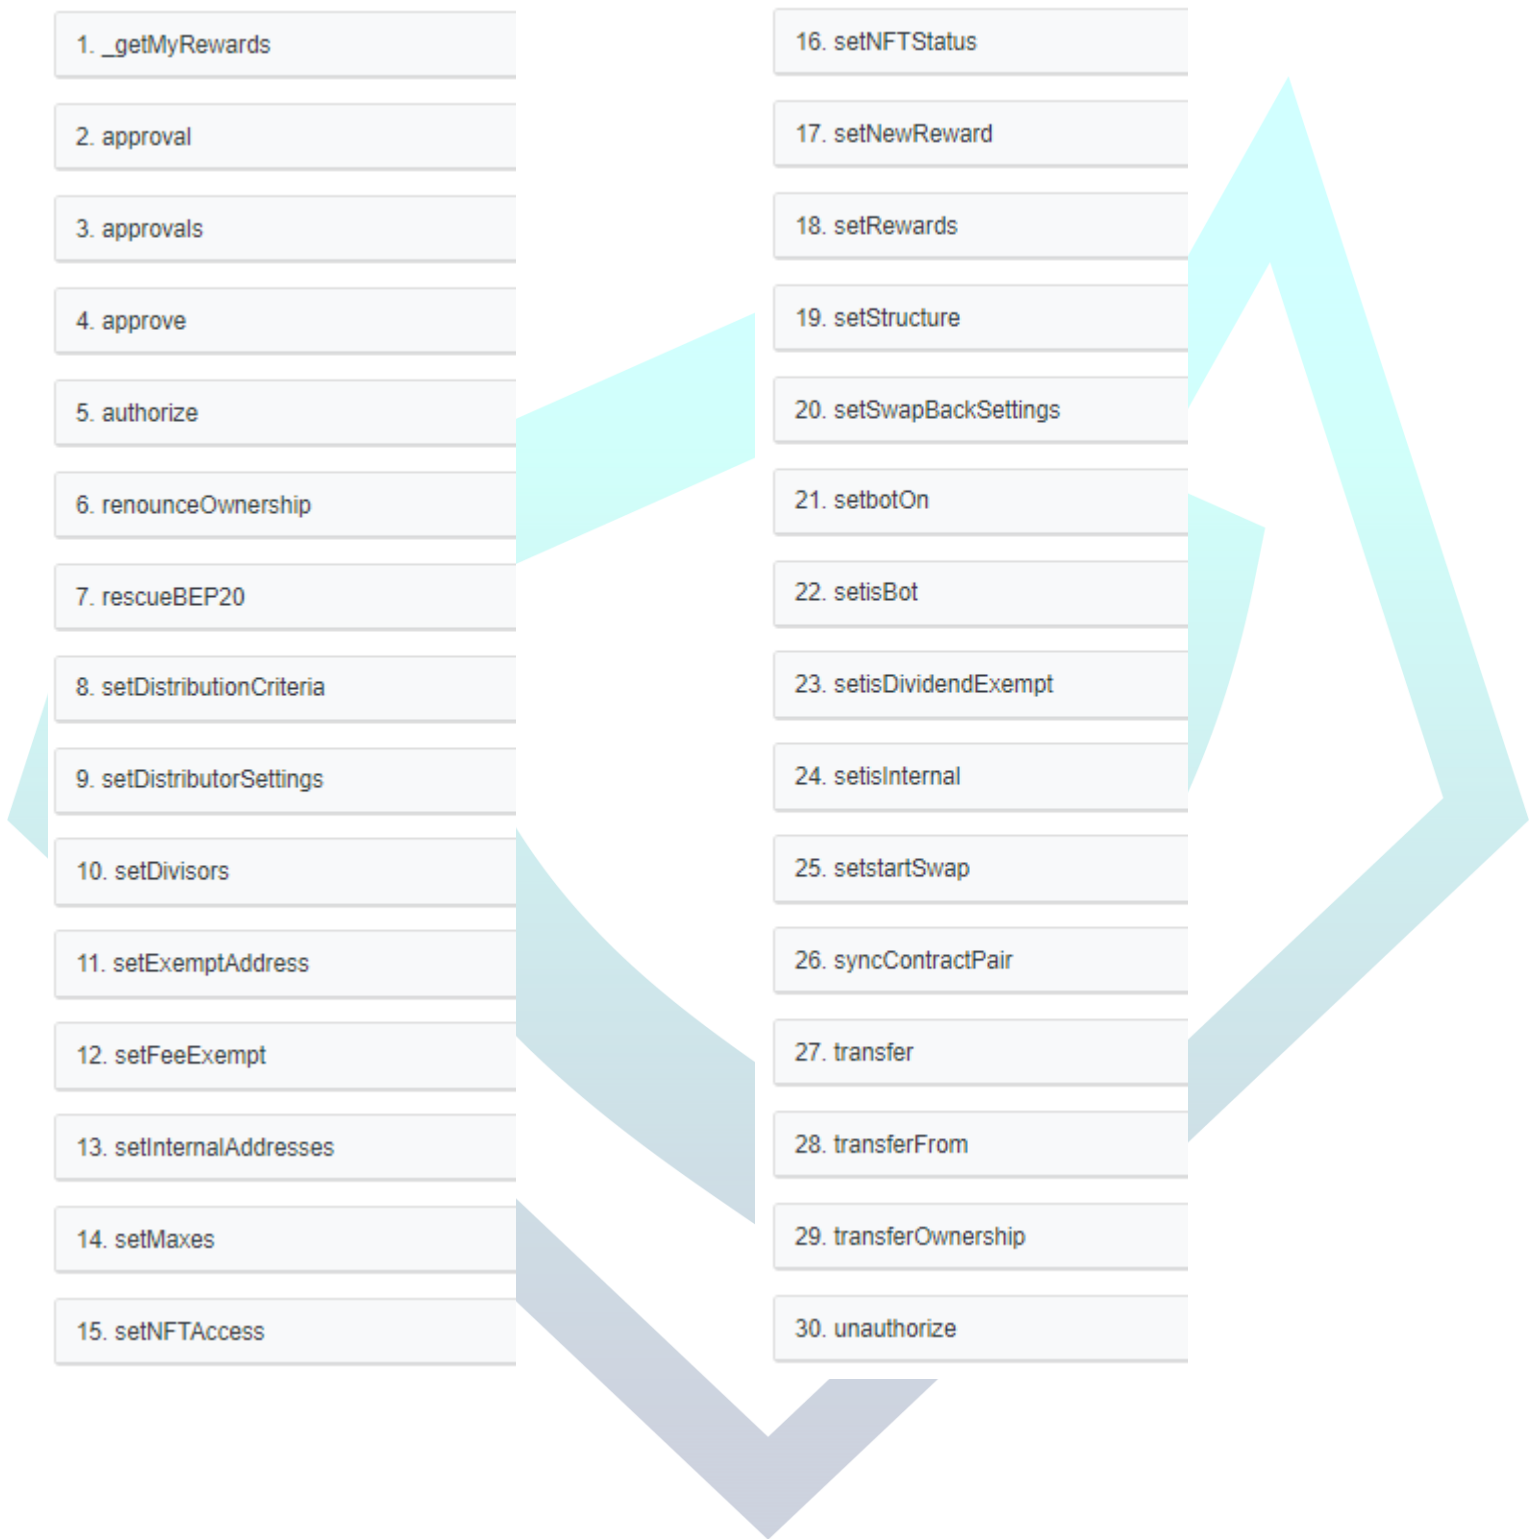 1. _getMyRewards
2. approval
3. approvals
4. approve
5. authorize
6. renounceOwnership
7. rescueBEP20
8. setDistributionCriteria
9. setDistributorSettings
10. setDivisors
11. setExemptAddress
12. setFeeExempt
13. setInternalAddresses
14. setMaxes
15. setNFTAccess
16. setNFTStatus
17. setNewReward
18. setRewards
19. setStructure
20. setSwapBackSettings
21. setbotOn
22. setisBot
23. setisDividendExempt
24. setisInternal
25. setstartSwap
26. syncContractPair
27. transfer
28. transferFrom
29. transferOwnership
30. unauthorize